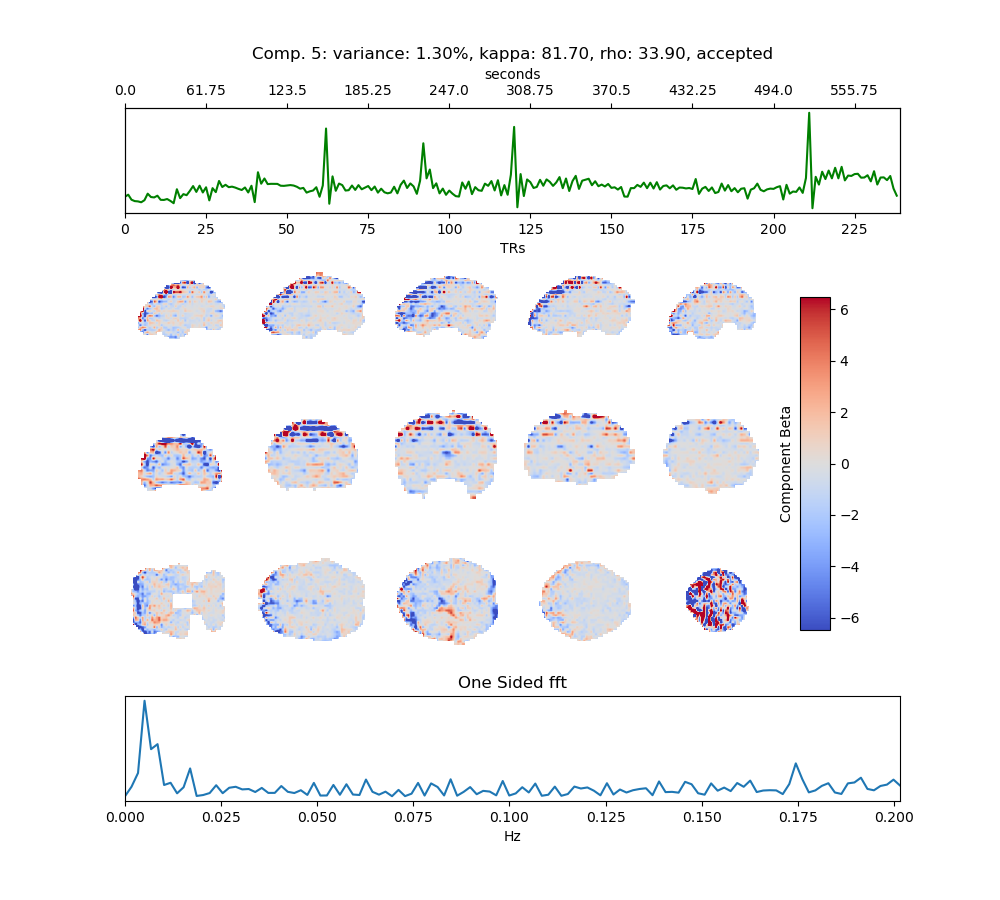 Comp. 5: variance: 1.30%, kappa: 81.70, rho: 33.90, accepted
seconds
0.0 61.75 123.5 185.25 247.0 308.75 370.5 432.25 494.0 555.75
0 25 50 75 100 125 150 175 200 225
TRs
6
4
2
0
−2
−4
−6
Component Beta
One Sided fft
0.000 0.025 0.050 0.075 0.100 0.125 0.150 0.175 0.200
Hz